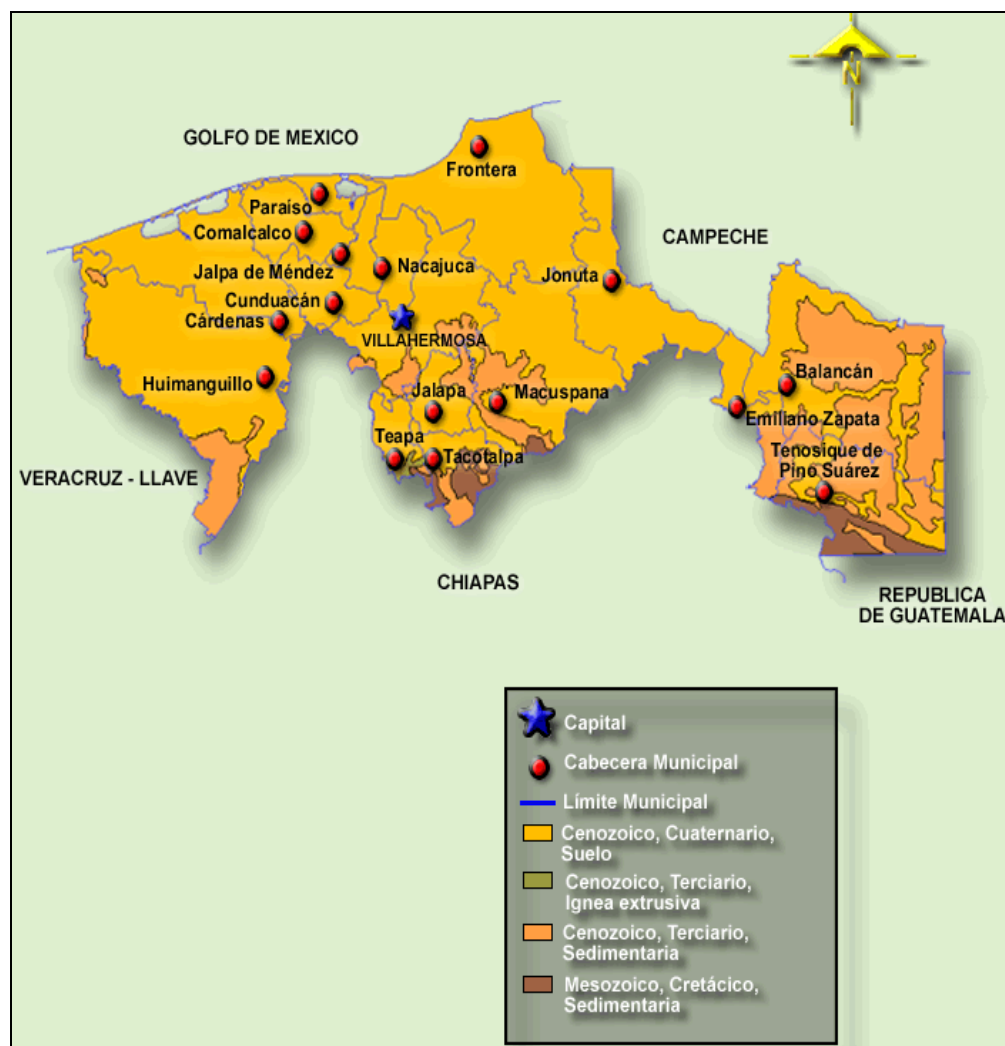 N
GOLFO DE MEXICO
Frontera
Paraíso
Comalcalco
CAMPECHE
Jalpa de Méndez
Nacajuca
Jonuta
Cunduacán
Cárdenas
VILLAHERMOSA
Huimanguillo
Jalapa
Macuspana
Balancán
Emiliano Zapata
Teapa
Tacotalpa
Tenosique de
Pino Suárez
VERACRUZ - LLAVE
CHIAPAS
REPUBLICA
DE GUATEMALA
Capital
Cabecera Municipal
Límite Municipal
Cenozoico, Cuaternario,
Suelo
Cenozoico, Terciario,
Ignea extrusiva
Cenozoico, Terciario,
Sedimentaria
Mesozoico, Cretácico,
Sedimentaria